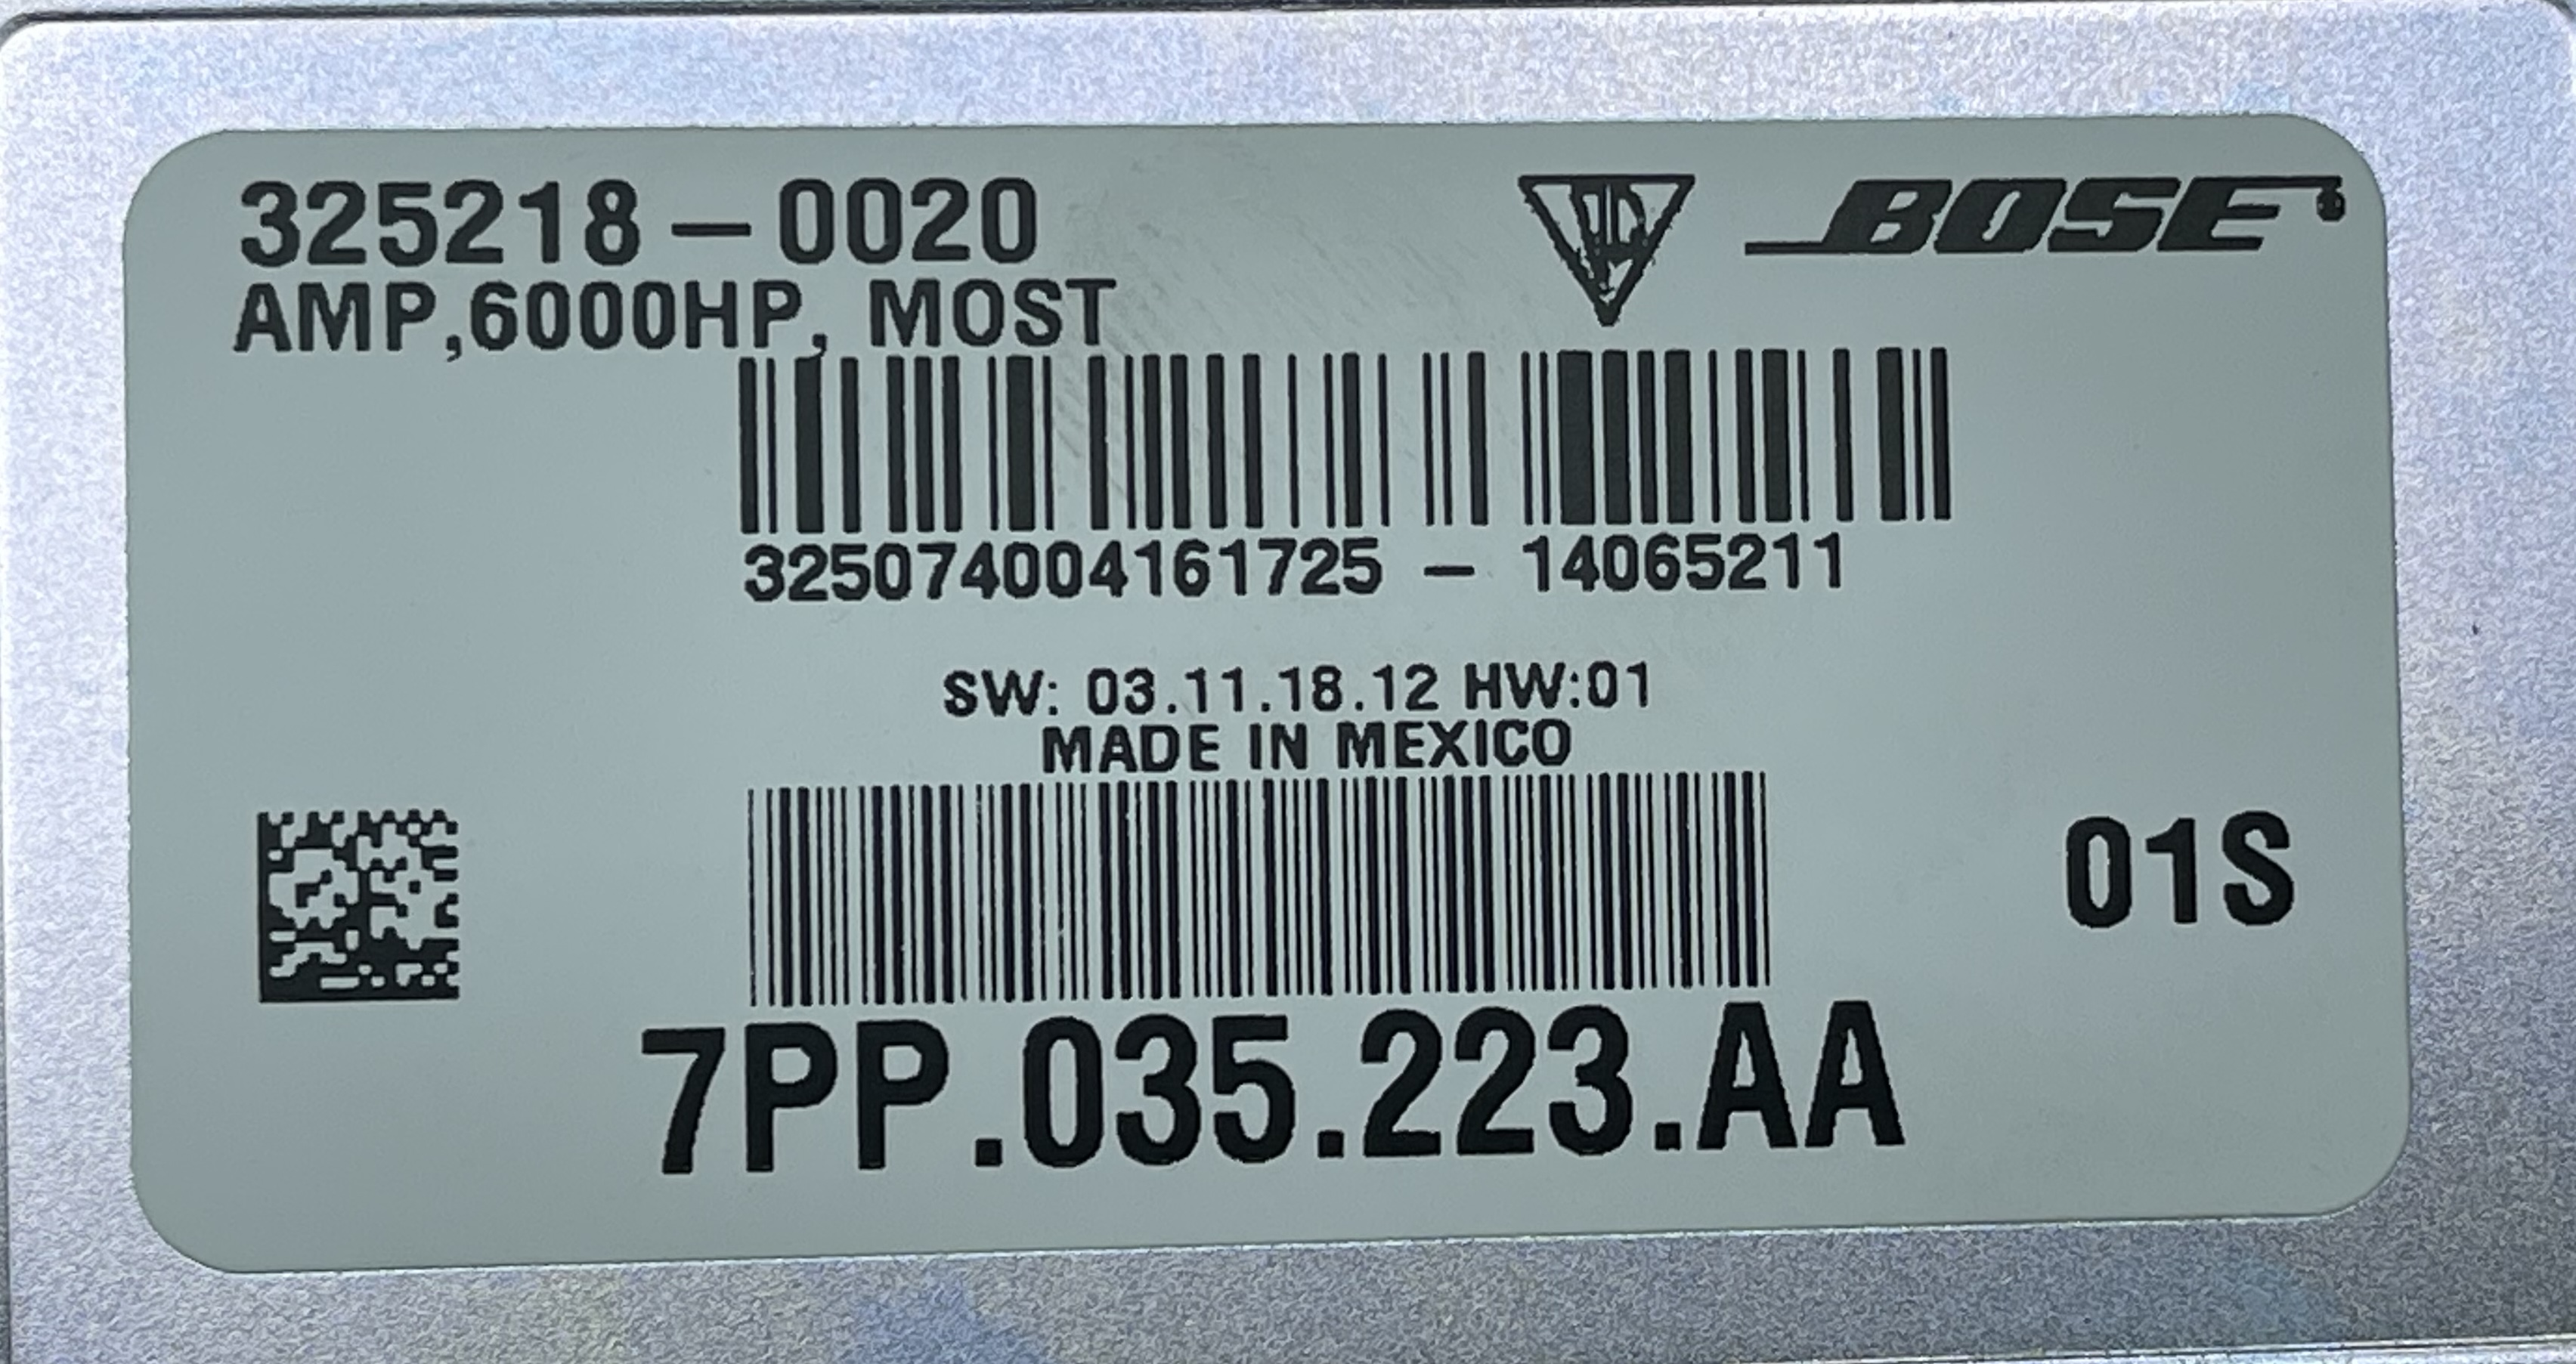 325218-0020
BOSE
AMP,6000HP, MOST
325074004161725 - 14065211
SW: 03.11.18.12 HW:01
MADE IN MEXICO
01S
7PP.035.223.AA